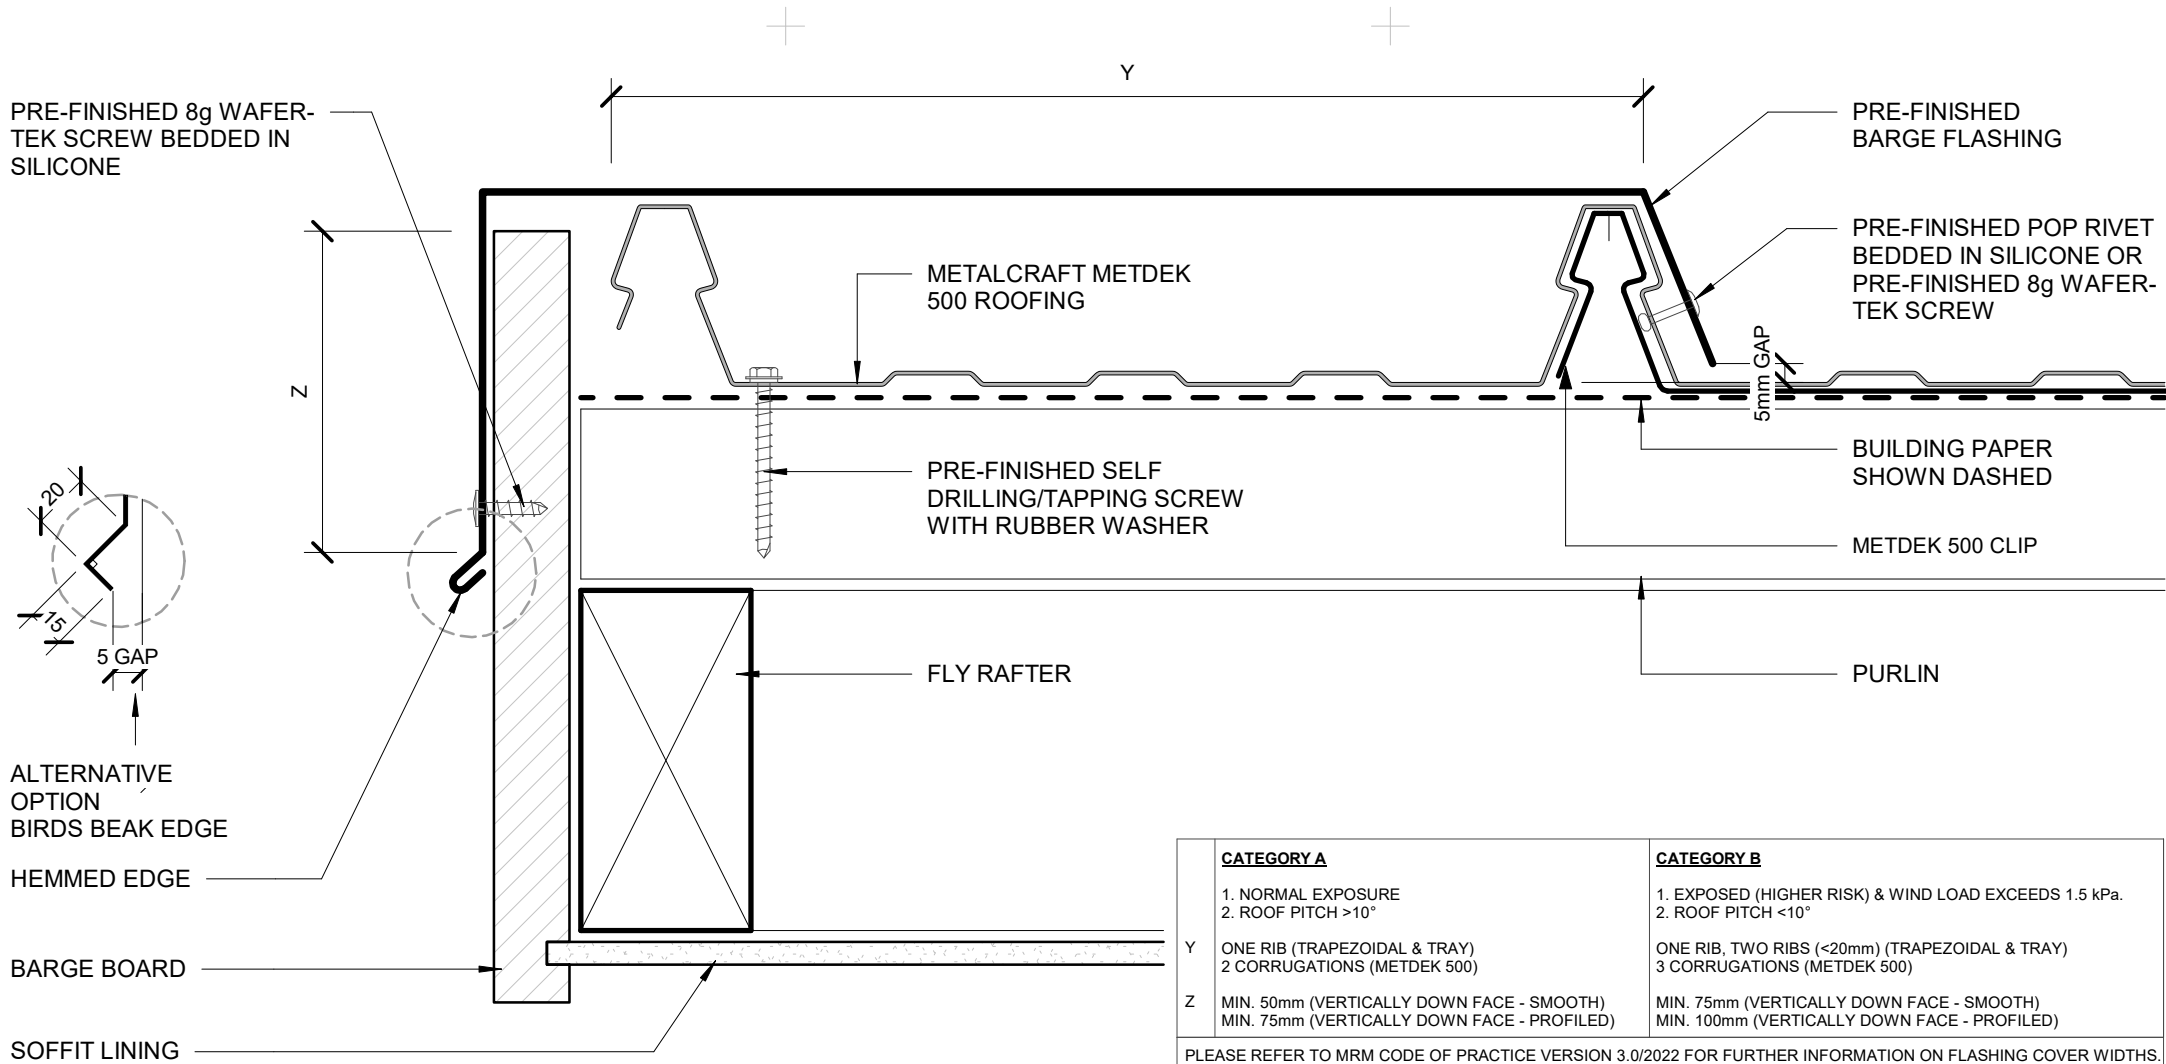 Y
PRE-FINISHED 8g WAFER-
TEK SCREW BEDDED IN
SILICONE
PRE-FINISHED
BARGE FLASHING
PRE-FINISHED POP RIVET
BEDDED IN SILICONE OR
PRE-FINISHED 8g WAFER-
TEK SCREW
METALCRAFT METDEK
500 ROOFING
Z
5mm GAP
BUILDING PAPER
SHOWN DASHED
PRE-FINISHED SELF
DRILLING/TAPPING SCREW
WITH RUBBER WASHER
METDEK 500 CLIP
20
15
5 GAP
FLY RAFTER
PURLIN
ALTERNATIVE
OPTION
BIRDS BEAK EDGE
HEMMED EDGE
BARGE BOARD
SOFFIT LINING
CATEGORY A
1. NORMAL EXPOSURE
2. ROOF PITCH >10°
Y
ONE RIB (TRAPEZOIDAL & TRAY)
2 CORRUGATIONS (METDEK 500)
Z
MIN. 50mm (VERTICALLY DOWN FACE - SMOOTH)
MIN. 75mm (VERTICALLY DOWN FACE - PROFILED)
CATEGORY B
1. EXPOSED (HIGHER RISK) & WIND LOAD EXCEEDS 1.5 kPa.
2. ROOF PITCH <10°
ONE RIB, TWO RIBS (<20mm) (TRAPEZOIDAL & TRAY)
3 CORRUGATIONS (METDEK 500)
MIN. 75mm (VERTICALLY DOWN FACE - SMOOTH)
MIN. 100mm (VERTICALLY DOWN FACE - PROFILED)
PLEASE REFER TO MRM CODE OF PRACTICE VERSION 3.0/2022 FOR FURTHER INFORMATION ON FLASHING COVER WIDTHS.